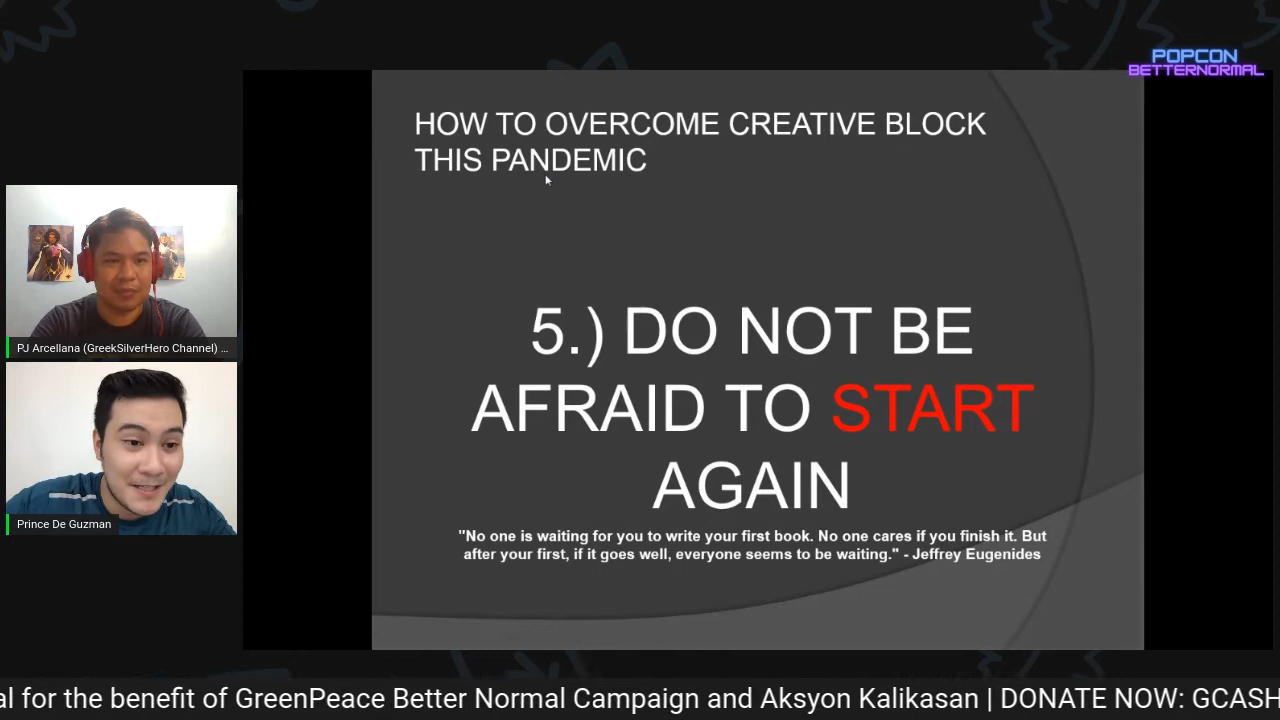 POPCON
BETTERNORMAL
HOW TO OVERCOME CREATIVE BLOCK
THIS PANDEMIC
PJ Arcellana (GreekSilverHero Channel) ...
5.) DO NOT BE
AFRAID TO START
AGAIN
Prince De Guzman
"No one is waiting for you to write your first book. No one cares if you finish it. But
after your first, if it goes well, everyone seems to be waiting." - Jeffrey Eugenides
al for the benefit of GreenPeace Better Normal Campaign and Aksyon Kalikasan | DONATE NOW: GCASH